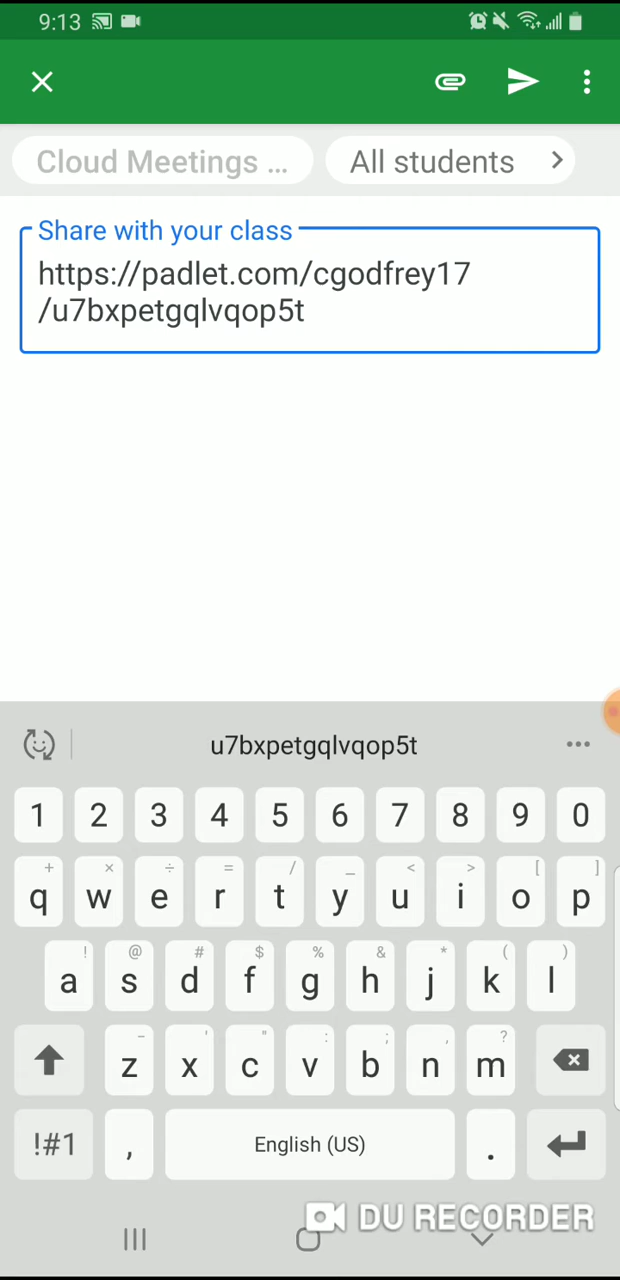 9:13
Cloud Meetings ...
All students
Share with your class
https://padlet.com/cgodfrey17
/u7bxpetgqlvqop5t
u7bxpetgqlvqop5t
1 2 3 4 5 6 7 8 9 0
+ × ÷ = / _ < > [ ]
q w e r t y u i o p
! @ # $ % & * ( )
a s d f g h j k l
- ' " : ; , ?
z x c v b n m
!#1 , English (US) .
DU RECORDER